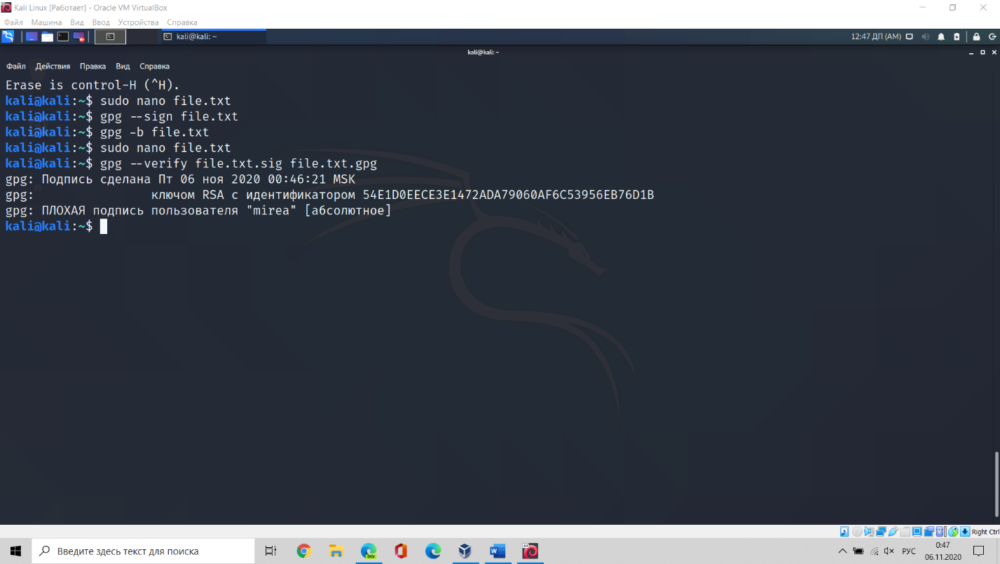 Kali Linux [Работает] - Oracle VM VirtualBox
Файл Машина Вид Ввод Устройства Справка
kali@kali: ~ 12:47 ДП (AM)
kali@kali: ~
Файл Действия Правка Вид Справка
Erase is control-H (^H).
kali@kali:~$ sudo nano file.txt
kali@kali:~$ gpg --sign file.txt
kali@kali:~$ gpg -b file.txt
kali@kali:~$ sudo nano file.txt
kali@kali:~$ gpg --verify file.txt.sig file.txt.gpg
gpg: Подпись сделана Пт 06 ноя 2020 00:46:21 MSK
gpg: ключом RSA с идентификатором 54E1D0EECE3E1472ADA79060AF6C53956EB76D1B
gpg: ПЛОХАЯ подпись пользователя "mirea" [абсолютное]
kali@kali:~$
Right Ctrl
Введите здесь текст для поиска
DEV
W
64
РУС
0:47
06.11.2020